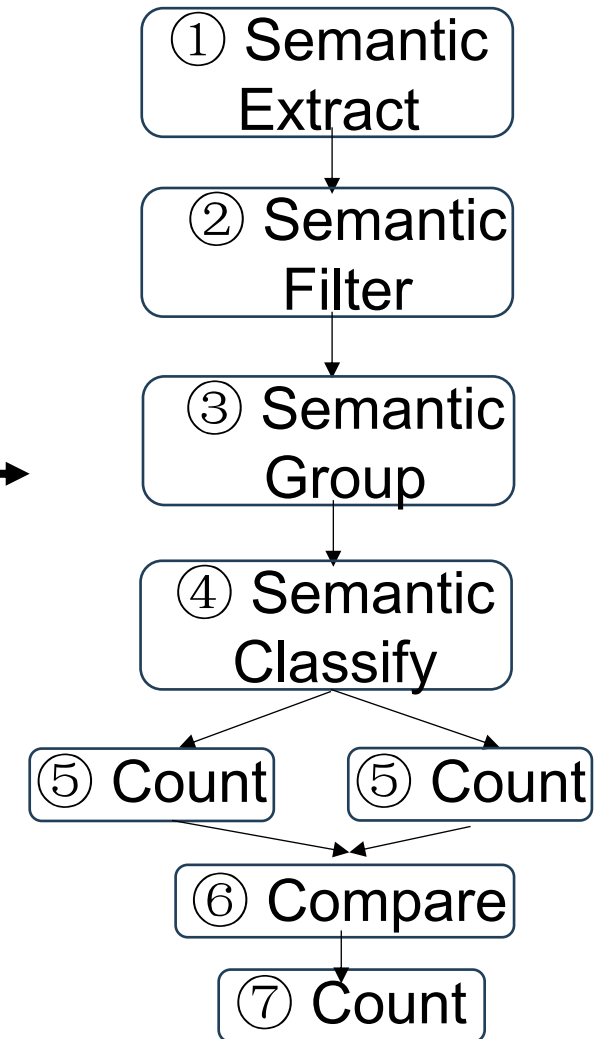 ① Semantic
Extract
② Semantic
Filter
③ Semantic
Group
④ Semantic
Classify
⑤ Count
⑤ Count
⑥ Compare
⑦ Count